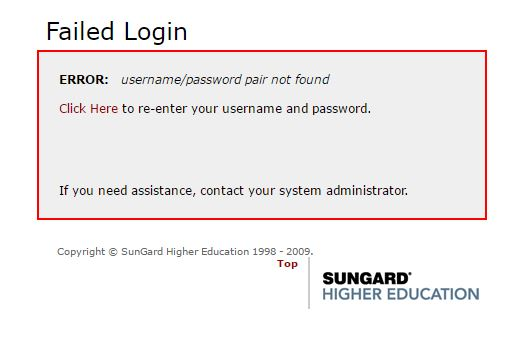 Failed Login
ERROR: username/password pair not found
Click Here to re-enter your username and password.
If you need assistance, contact your system administrator.
Copyright © SunGard Higher Education 1998 - 2009.
Top
SUNGARD®
HIGHER EDUCATION